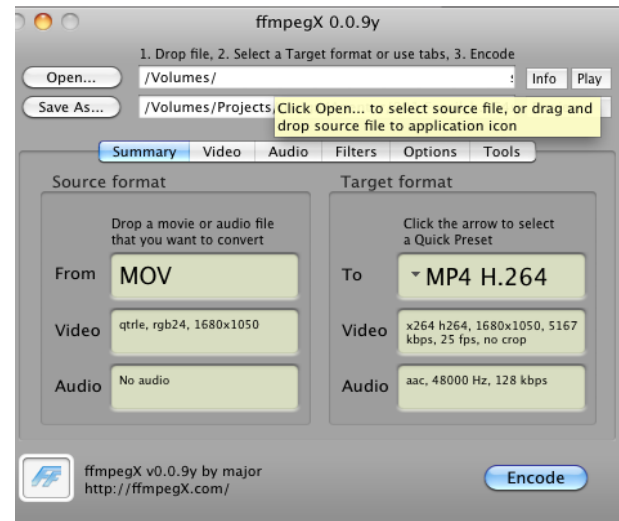 ffmpegX 0.0.9y
1. Drop file, 2. Select a Target format or use tabs, 3. Encode
Open... /Volumes/ Info Play
Save As... /Volumes/Projects,
Click Open... to select source file, or drag and
drop source file to application icon
Summary Video Audio Filters Options Tools
Source format
Drop a movie or audio file
that you want to convert
From MOV
Video qtrle, rgb24, 1680x1050
Audio No audio
Target format
Click the arrow to select
a Quick Preset
To MP4 H.264
Video x264 h264, 1680x1050, 5167
kbps, 25 fps, no crop
Audio aac, 48000 Hz, 128 kbps
FF
ffmpegX v0.0.9y by major
http://ffmpegX.com/
Encode